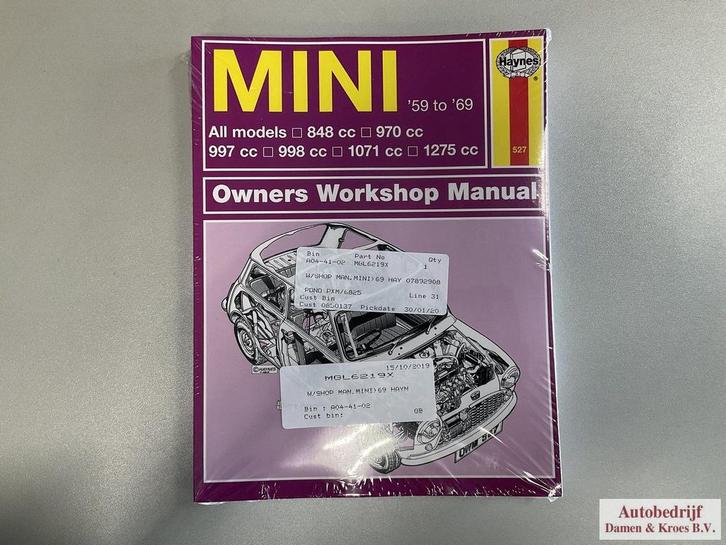 MINI '59 to '69
Haynes
®
All models □ 848 cc □ 970 cc
997 cc □ 998 cc □ 1071 cc □ 1275 cc
527
Owners Workshop Manual
Bin Part No Qty
A04-41-02 MGL6219X 1
W/SHOP MAN.MINI)69 HAY 07892908
PDNO PXM/6825 Line 31
Cust Bin
Cust 0850137 Pickdate 30/01/20
©HAYNES
15/10/2019
MGL6219X
W/SHOP MAN.MINI)69 HAYN
Bin : A04-41-02 GB
Cust bin:
Autobedrijf
Damen & Kroes B.V.